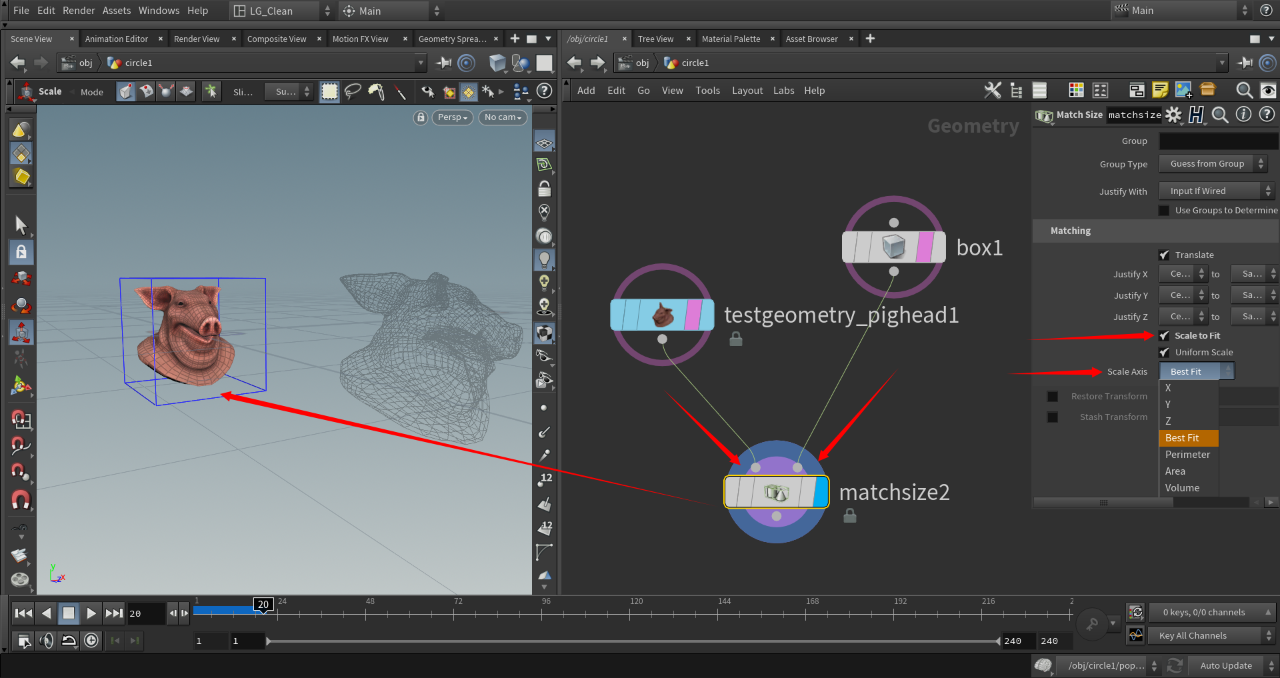 File Edit Render Assets Windows Help LG_Clean Main Main
Scene View Animation Editor Render View Composite View Motion FX View Geometry Sprea...
/obj/circle1 Tree View Material Palette Asset Browser
obj circle1
obj circle1
Scale Mode Sli... Su...
Add Edit Go View Tools Layout Labs Help
Persp No cam
Geometry
box1
testgeometry_pighead1
matchsize2
Match Size matchsize
Group
Group Type Guess from Group
Justify With Input If Wired
Use Groups to Determine
Matching
Translate
Justify X Ce... to Sa...
Justify Y Ce... to Sa...
Justify Z Ce... to Sa...
Scale to Fit
Uniform Scale
Scale Axis Best Fit
X
Y
Z
Best Fit
Perimeter
Area
Volume
Restore Transform
Stash Transform
12
12
y
z x
20
1 20 24 48 72 96 120 144 168 192 216 2
1 1 240 240
0 keys, 0/0 channels
Key All Channels
/obj/circle1/pop... Auto Update